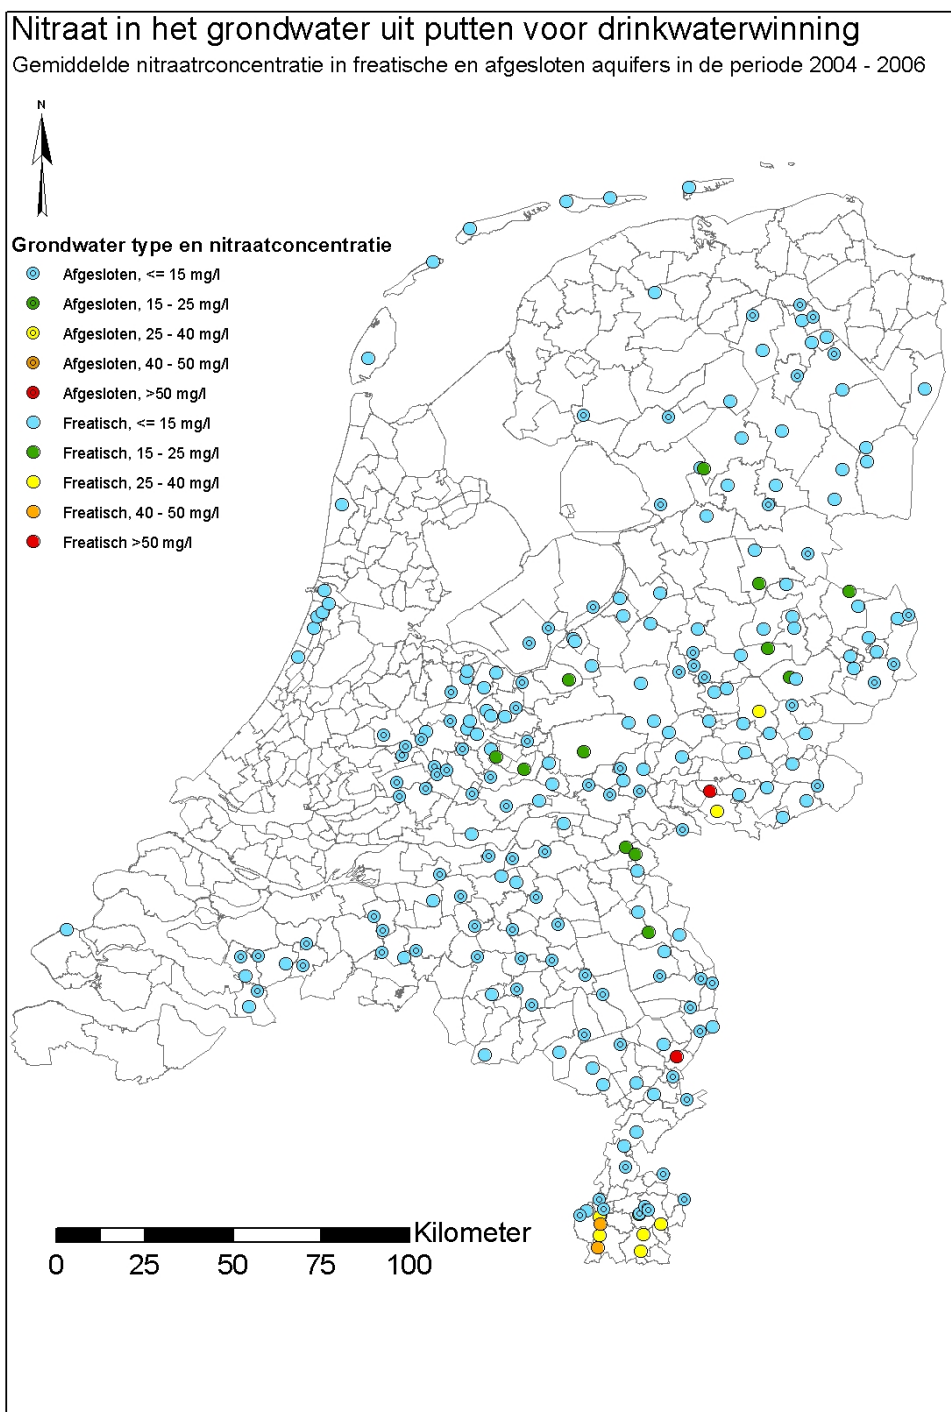 Nitraat in het grondwater uit putten voor drinkwaterwinning
Gemiddelde nitraatrconcentratie in freatische en afgesloten aquifers in de periode 2004 - 2006
N
Grondwater type en nitraatconcentratie
Afgesloten, <= 15 mg/l
Afgesloten, 15 - 25 mg/l
Afgesloten, 25 - 40 mg/l
Afgesloten, 40 - 50 mg/l
Afgesloten, >50 mg/l
Freatisch, <= 15 mg/l
Freatisch, 15 - 25 mg/l
Freatisch, 25 - 40 mg/l
Freatisch, 40 - 50 mg/l
Freatisch >50 mg/l
Kilometer
0 25 50 75 100